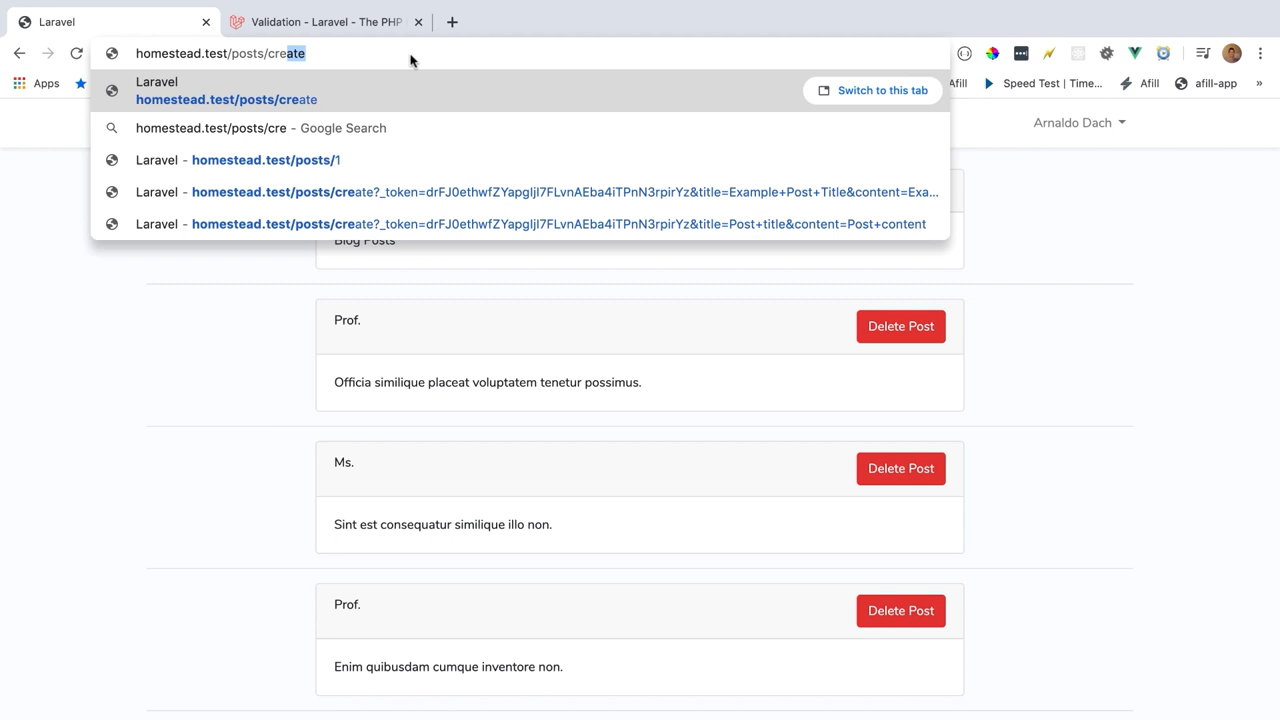 Laravel
Validation - Laravel - The PHP
homestead.test/posts/create
Apps
Afill
Speed Test | Time...
Afill
afill-app
»
Laravel
homestead.test/posts/create
Switch to this tab
homestead.test/posts/cre - Google Search
Laravel - homestead.test/posts/1
Laravel - homestead.test/posts/create?_token=drFJ0ethwfZYapgIjl7FLvnAEba4iTPnN3rpirYz&title=Example+Post+Title&content=Exa...
Laravel - homestead.test/posts/create?_token=drFJ0ethwfZYapgIjl7FLvnAEba4iTPnN3rpirYz&title=Post+title&content=Post+content
Arnaldo Dach
Blog Posts
Prof.
Delete Post
Officia similique placeat voluptatem tenetur possimus.
Ms.
Delete Post
Sint est consequatur similique illo non.
Prof.
Delete Post
Enim quibusdam cumque inventore non.